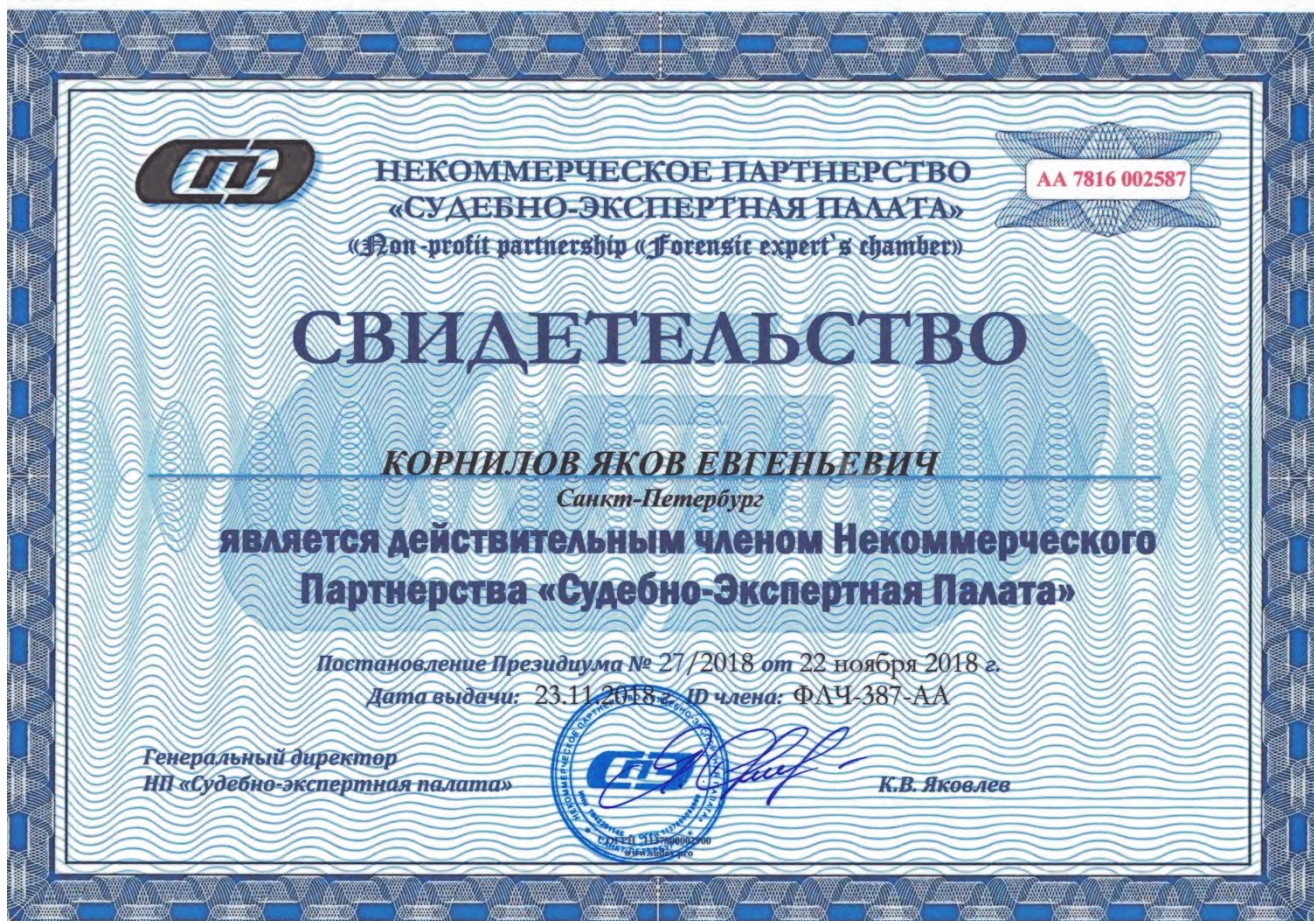 СПЭ
НЕКОММЕРЧЕСКОЕ ПАРТНЕРСТВО
«СУДЕБНО-ЭКСПЕРТНАЯ ПАЛАТА»
«Non-profit partnership «Forensic expert`s chamber»
АА 7816 002587
СВИДЕТЕЛЬСТВО
КОРНИЛОВ ЯКОВ ЕВГЕНЬЕВИЧ
Санкт-Петербург
является действительным членом Некоммерческого
Партнерства «Судебно-Экспертная Палата»
Постановление Президиума № 27/2018 от 22 ноября 2018 г.
Дата выдачи: 23.11.2018 г. ID члена: ФЛЧ-387-АА
Генеральный директор
НП «Судебно-экспертная палата»
К.В. Яковлев